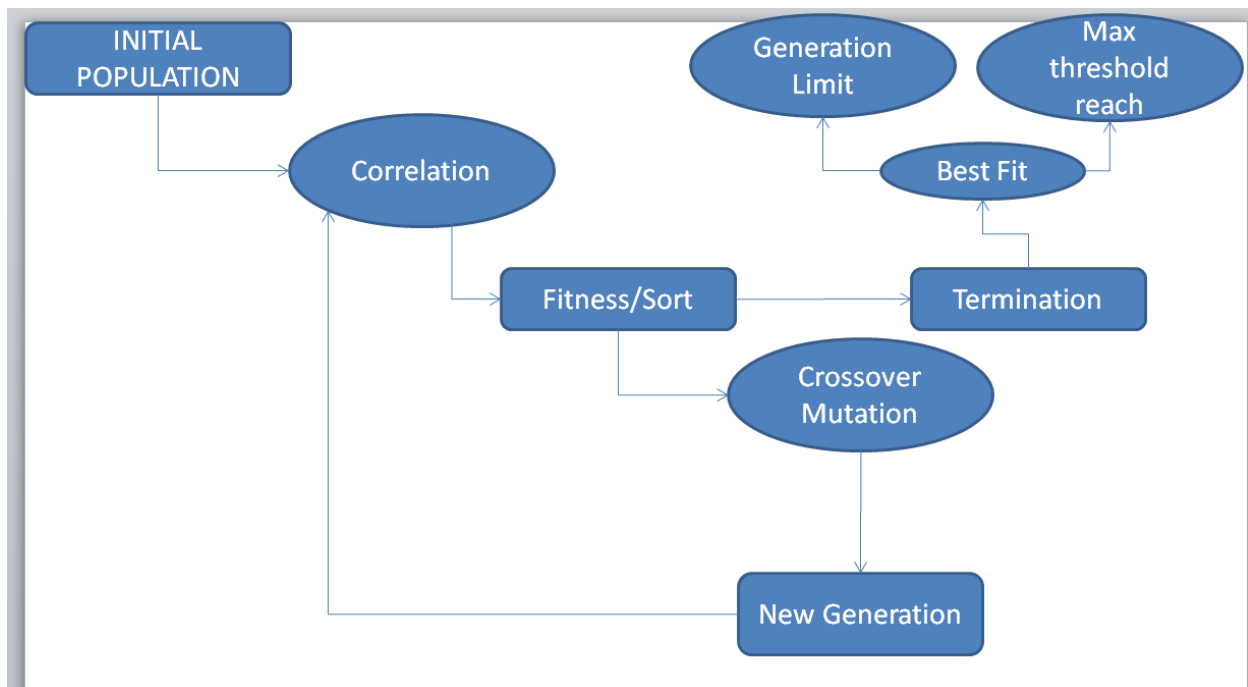 INITIAL
POPULATION
Generation
Limit
Max
threshold
reach
Correlation
Best Fit
Fitness/Sort
Termination
Crossover
Mutation
New Generation